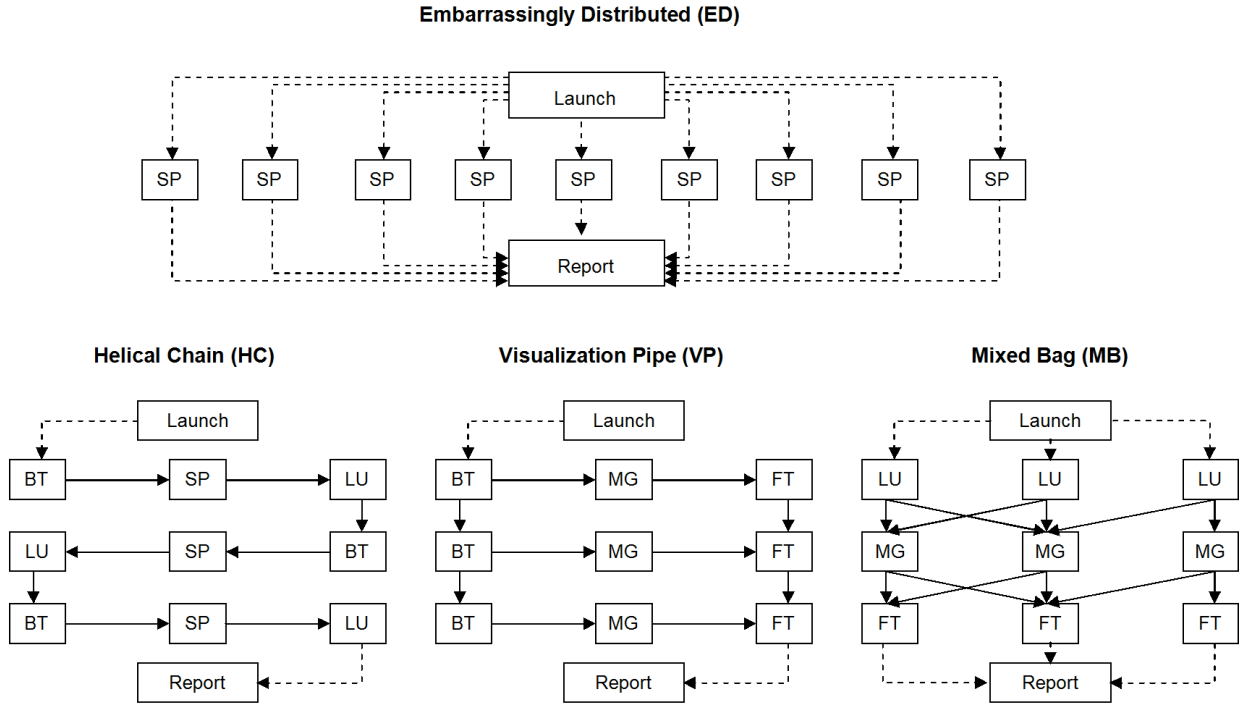 Embarrassingly Distributed (ED)
Launch
SP SP SP SP SP SP SP SP SP
Report
Helical Chain (HC)
Launch
BT SP LU
LU SP BT
BT SP LU
Report
Visualization Pipe (VP)
Launch
BT MG FT
BT MG FT
BT MG FT
Report
Mixed Bag (MB)
Launch
LU LU LU
MG MG MG
FT FT FT
Report